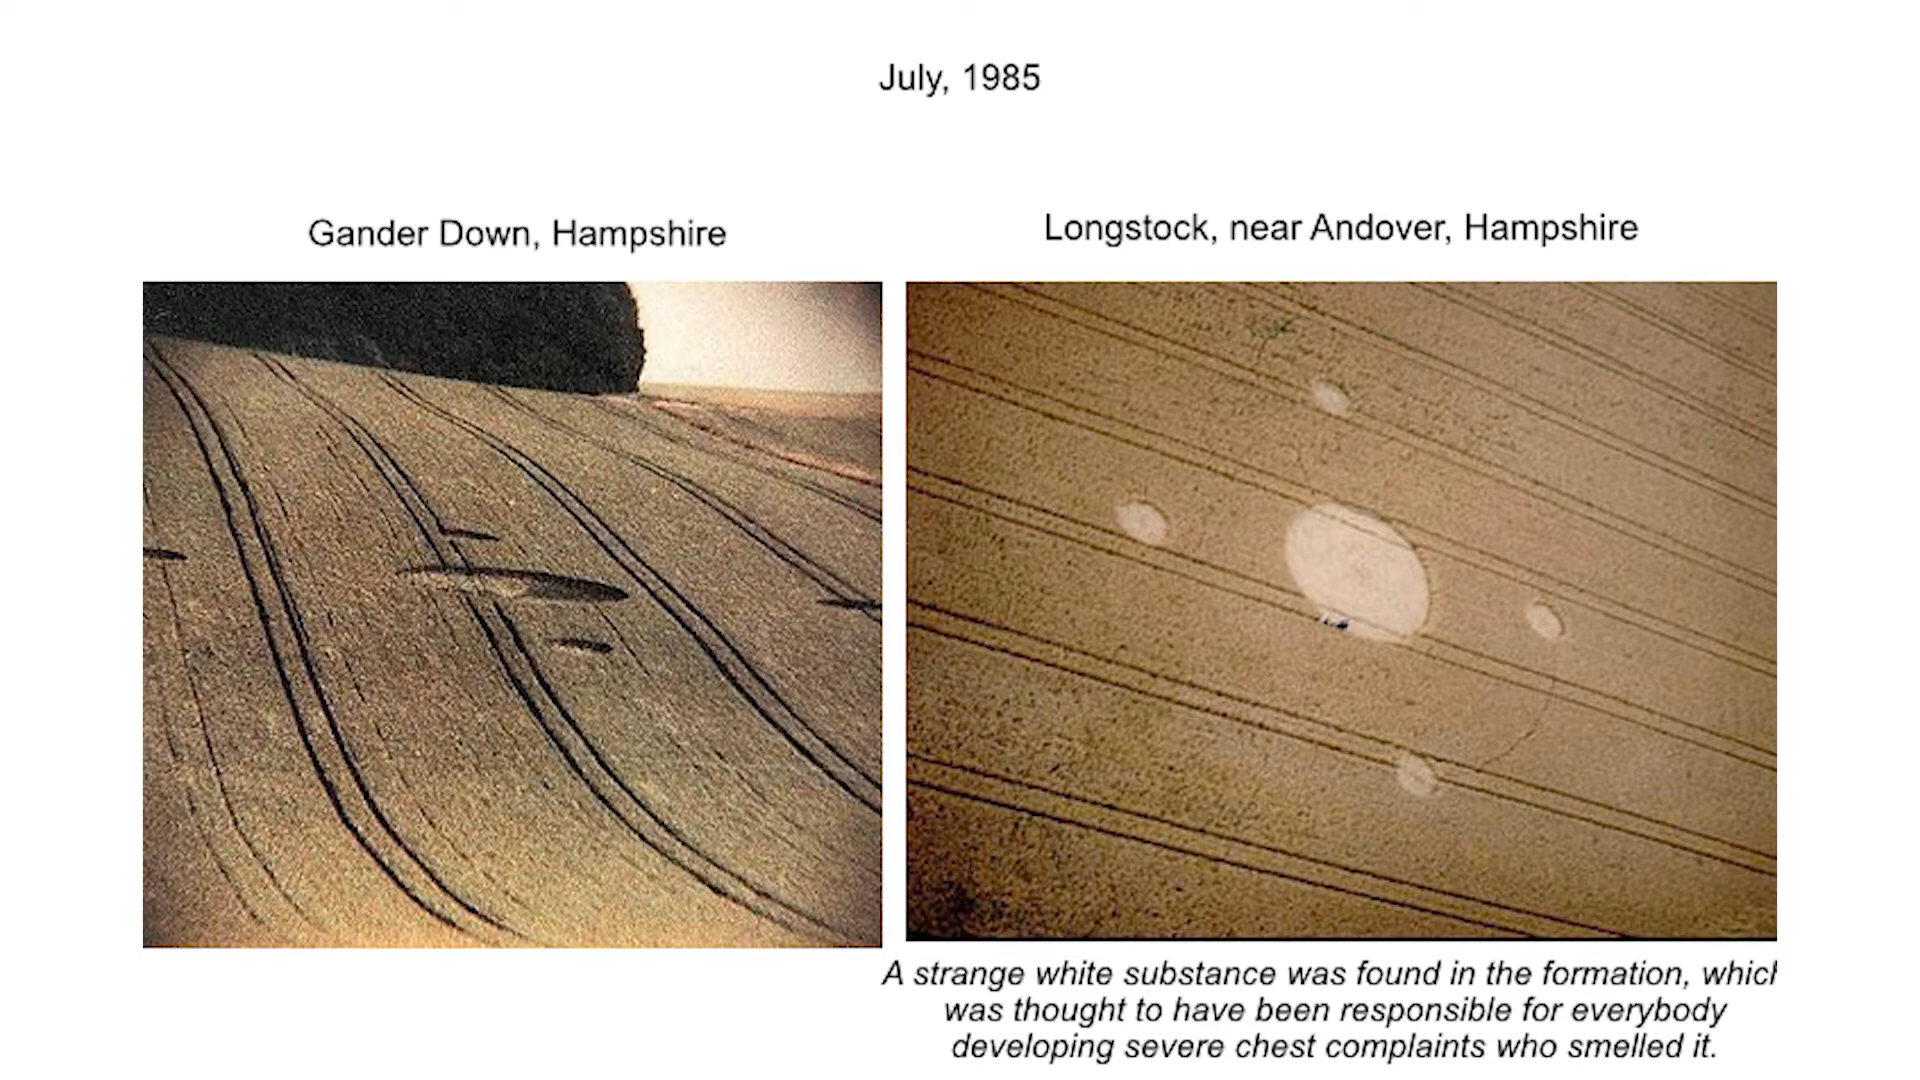 July, 1985
Gander Down, Hampshire
Longstock, near Andover, Hampshire
A strange white substance was found in the formation, which
was thought to have been responsible for everybody
developing severe chest complaints who smelled it.